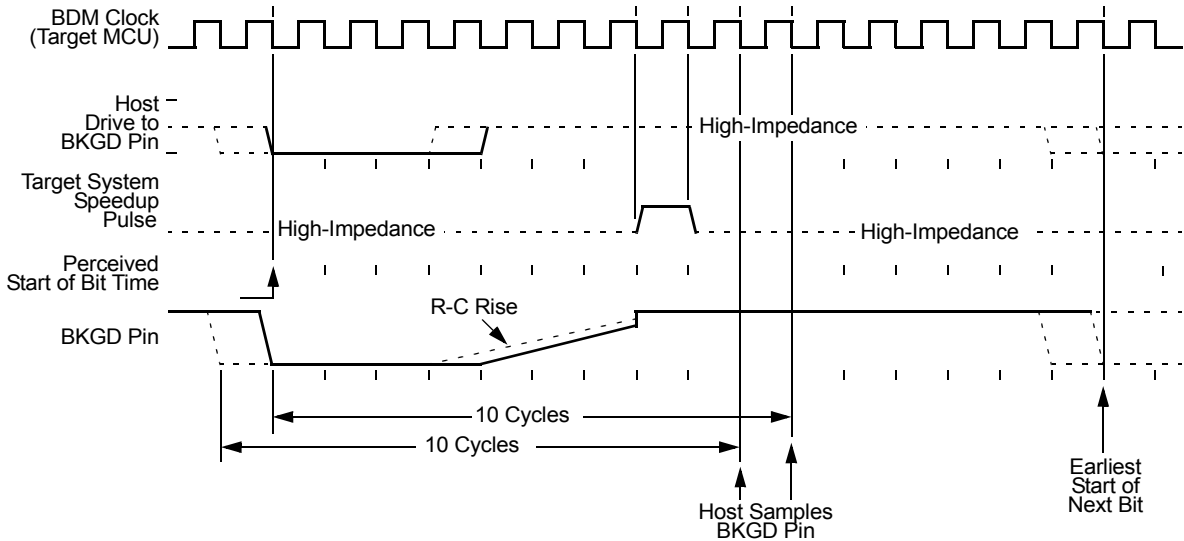 BDM Clock
(Target MCU)
Host
Drive to
BKGD Pin
High-Impedance
Target System
Speedup
Pulse
High-Impedance
High-Impedance
Perceived
Start of Bit Time
R-C Rise
BKGD Pin
10 Cycles
10 Cycles
Host Samples
BKGD Pin
Earliest
Start of
Next Bit